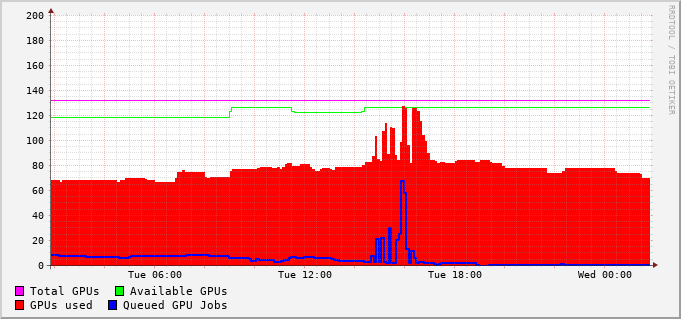 200
180
160
140
120
100
80
60
40
20
0
Tue 06:00 Tue 12:00 Tue 18:00 Wed 00:00
Total GPUs Available GPUs
GPUs used Queued GPU Jobs
RRDTOOL / TOBI OETIKER